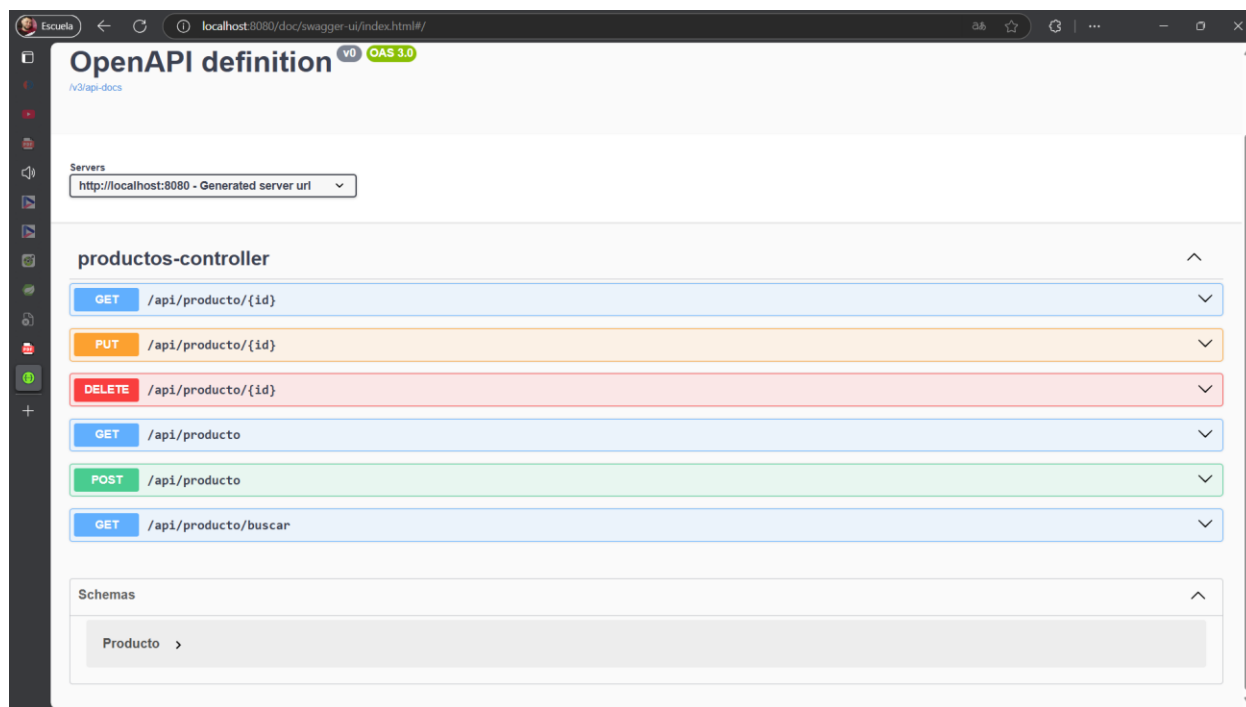 Escuela
localhost:8080/doc/swagger-ui/index.html#/
OpenAPI definition v0 OAS 3.0
/v3/api-docs
Servers
http://localhost:8080 - Generated server url
productos-controller
GET /api/producto/{id}
PUT /api/producto/{id}
DELETE /api/producto/{id}
GET /api/producto
POST /api/producto
GET /api/producto/buscar
Schemas
Producto